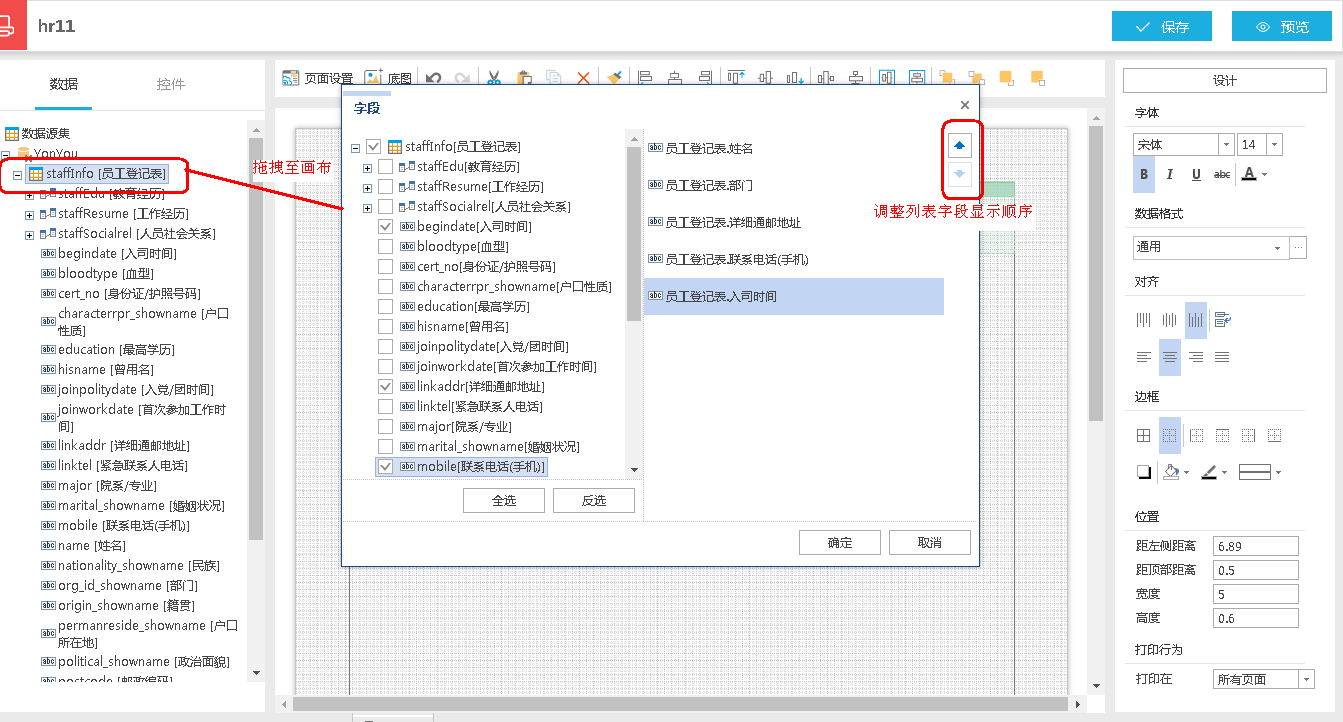 hr11
保存
预览
数据
控件
页面设置
底图
设计
数据源集
YonYou
staffInfo [员工登记表]
staffEdu [教育经历]
staffResume [工作经历]
staffSocialrel [人员社会关系]
begindate [入司时间]
bloodtype [血型]
cert_no [身份证/护照号码]
characterrpr_showname [户口
性质]
education [最高学历]
hisname [曾用名]
joinpolitydate [入党/团时间]
joinworkdate [首次参加工作时
间]
linkaddr [详细通邮地址]
linktel [紧急联系人电话]
major [院系/专业]
marital_showname [婚姻状况]
mobile [联系电话(手机)]
name [姓名]
nationality_showname [民族]
org_id_showname [部门]
origin_showname [籍贯]
permanreside_showname [户口
所在地]
political_showname [政治面貌]
postcode [邮政编码]
拖拽至画布
字段
staffInfo[员工登记表]
staffEdu[教育经历]
staffResume[工作经历]
staffSocialrel[人员社会关系]
begindate[入司时间]
bloodtype[血型]
cert_no[身份证/护照号码]
characterrpr_showname[户口性质]
education[最高学历]
hisname[曾用名]
joinpolitydate[入党/团时间]
joinworkdate[首次参加工作时间]
linkaddr[详细通邮地址]
linktel[紧急联系人电话]
major[院系/专业]
marital_showname[婚姻状况]
mobile[联系电话(手机)]
全选
反选
员工登记表.姓名
员工登记表.部门
员工登记表.详细通邮地址
员工登记表.联系电话(手机)
员工登记表.入司时间
调整列表字段显示顺序
确定
取消
字体
宋体
14
B I U abc A
数据格式
通用
...
对齐
边框
位置
距左侧距离 6.89
距顶部距离 0.5
宽度 5
高度 0.6
打印行为
打印在 所有页面